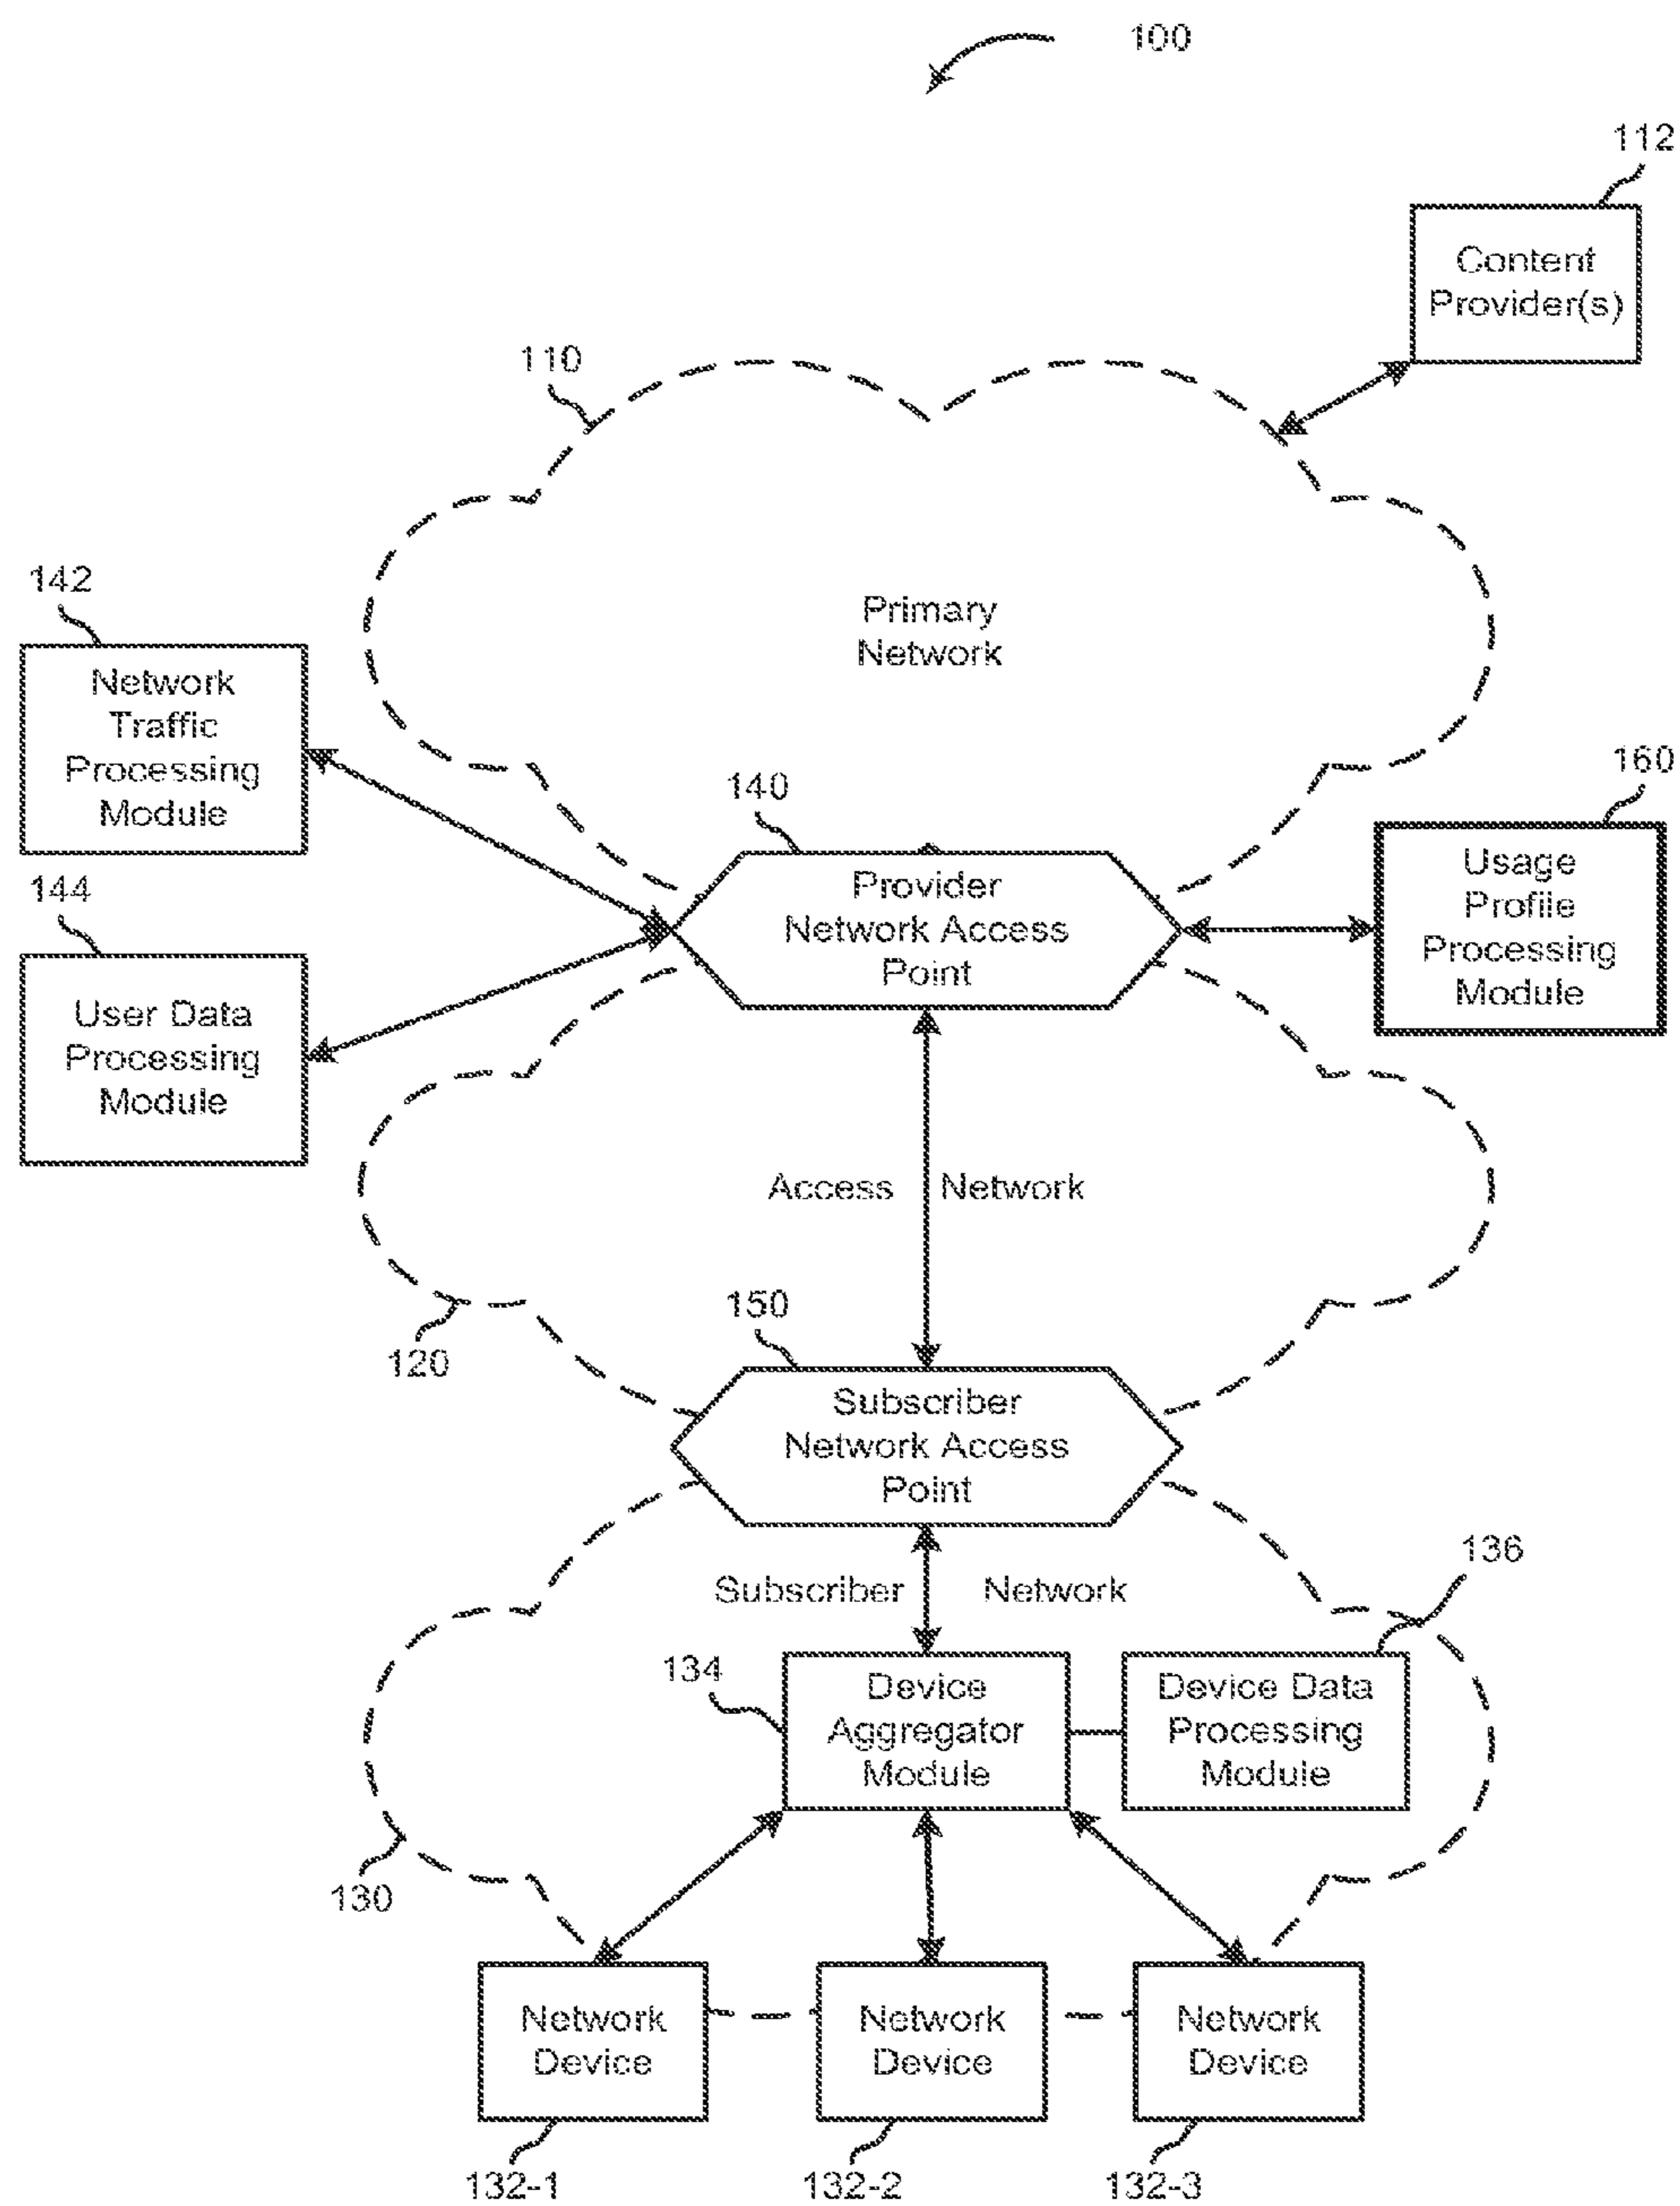 100
112
Content
Provider(s)
110
Primary
Network
142
Network
Traffic
Processing
Module
140
Provider
Network Access
Point
160
Usage
Profile
Processing
Module
144
User Data
Processing
Module
Access Network
120
150
Subscriber
Network Access
Point
Subscriber Network
136
134
Device
Aggregator
Module
Device Data
Processing
Module
130
Network
Device
Network
Device
Network
Device
132-1
132-2
132-3